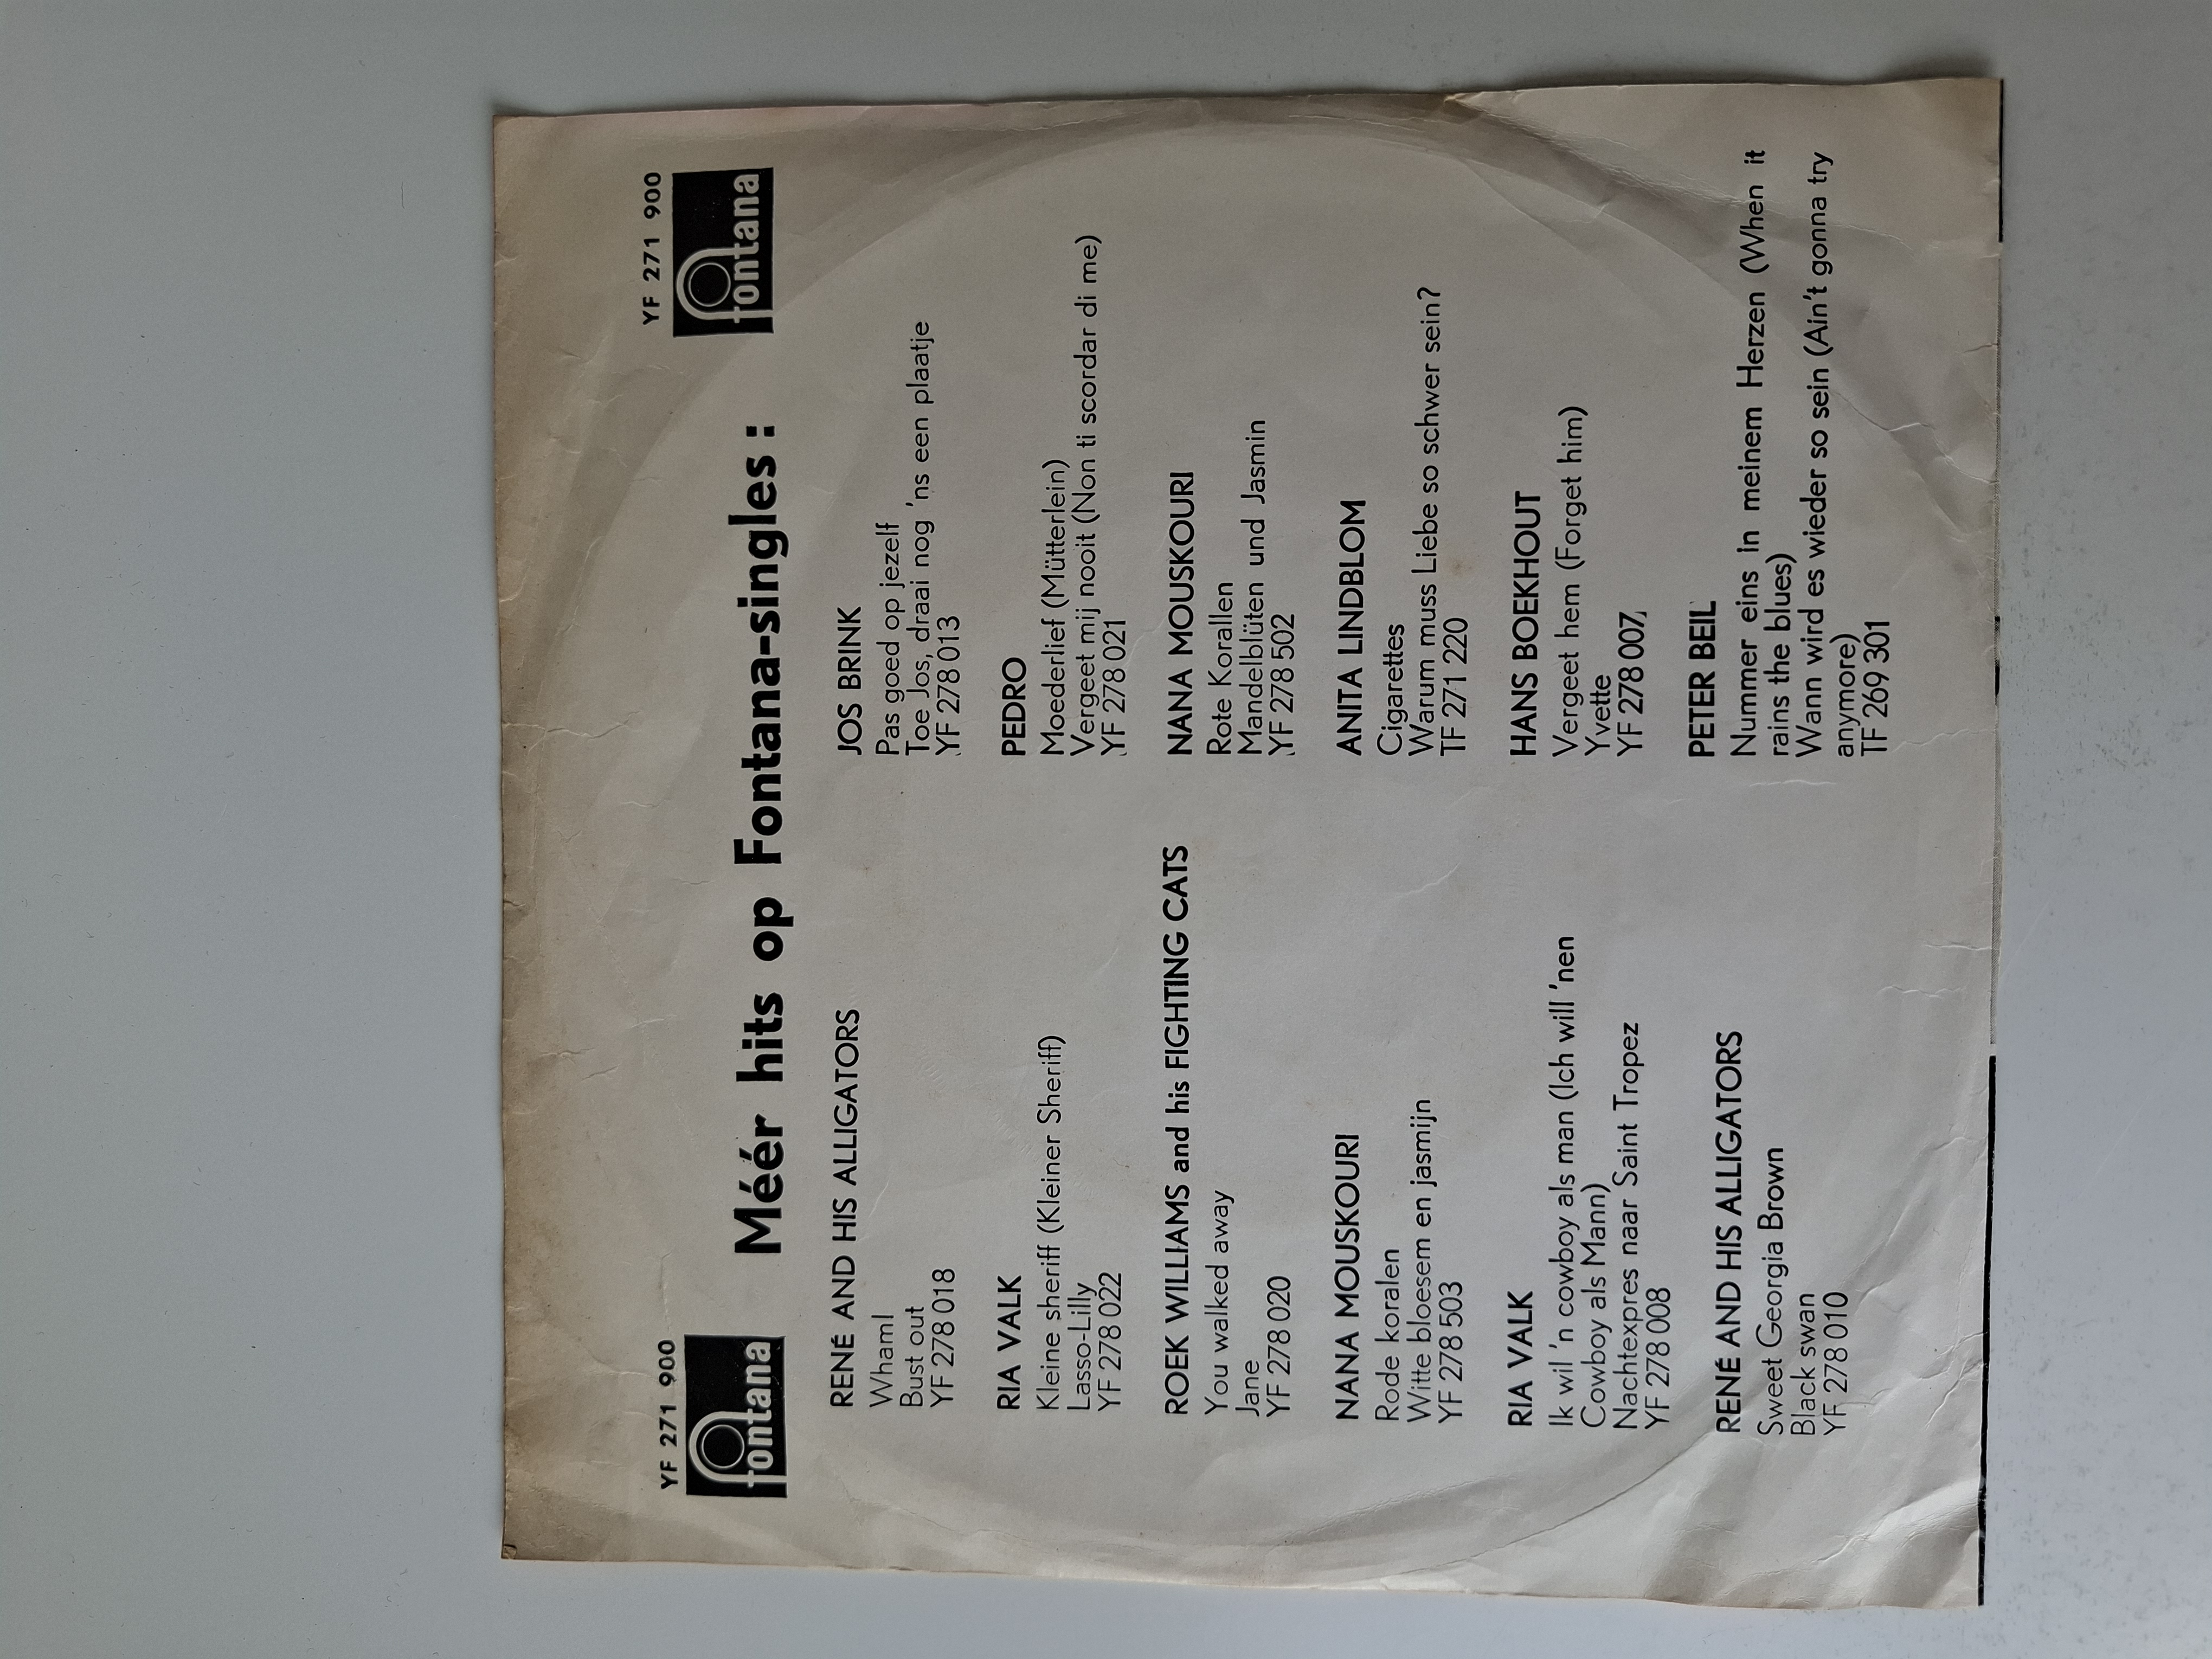 YF 271 900
fontana
YF 271 900
fontana
Méér hits op Fontana-singles :
RENÉ AND HIS ALLIGATORS
Wham!
Bust out
YF 278 018
RIA VALK
Kleine sheriff (Kleiner Sheriff)
Lasso-Lilly
YF 278 022
ROEK WILLIAMS and his FIGHTING CATS
You walked away
Jane
YF 278 020
NANA MOUSKOURI
Rode koralen
Witte bloesem en jasmijn
YF 278 503
RIA VALK
Ik wil 'n cowboy als man (Ich will 'nen
Cowboy als Mann)
Nachtexpres naar Saint Tropez
YF 278 008
RENÉ AND HIS ALLIGATORS
Sweet Georgia Brown
Black swan
YF 278 010
JOS BRINK
Pas goed op jezelf
Toe Jos, draai nog 'ns een plaatje
YF 278 013
PEDRO
Moederlief (Mütterlein)
Vergeet mij nooit (Non ti scordar di me)
YF 278 021
NANA MOUSKOURI
Rote Korallen
Mandelblüten und Jasmin
YF 278 502
ANITA LINDBLOM
Cigarettes
Warum muss Liebe so schwer sein?
TF 271 220
HANS BOEKHOUT
Vergeet hem (Forget him)
Yvette
YF 278 007
PETER BEIL
Nummer eins in meinem Herzen (When it
rains the blues)
Wann wird es wieder so sein (Ain't gonna try
anymore)
TF 269 301